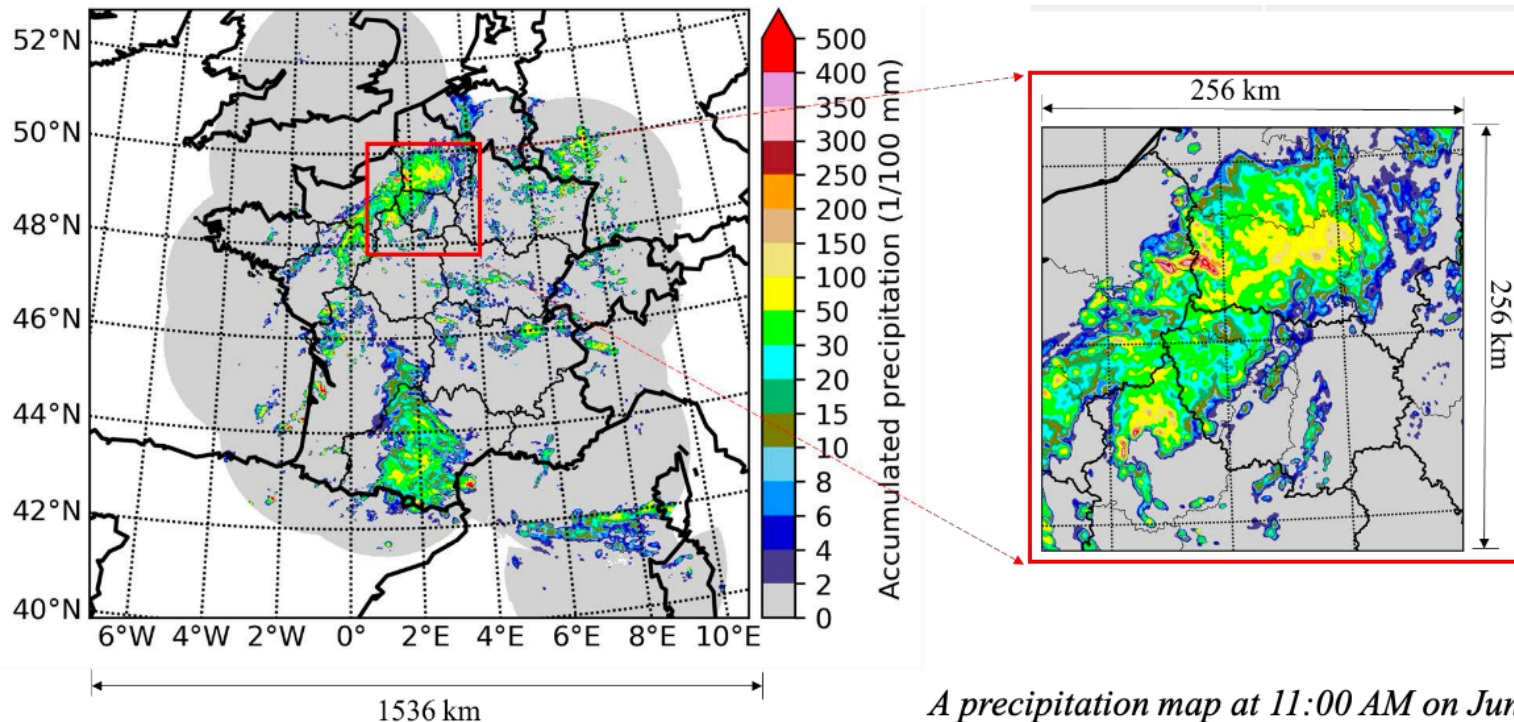 52°N
50°N
48°N
46°N
44°N
42°N
40°N
6°W 4°W 2°W 0° 2°E 4°E 6°E 8°E 10°E
500
400
350
300
250
200
150
100
50
30
20
15
10
8
6
4
2
0
Accumulated precipitation (1/100 mm)
1536 km
256 km
256 km
A precipitation map at 11:00 AM on Jun